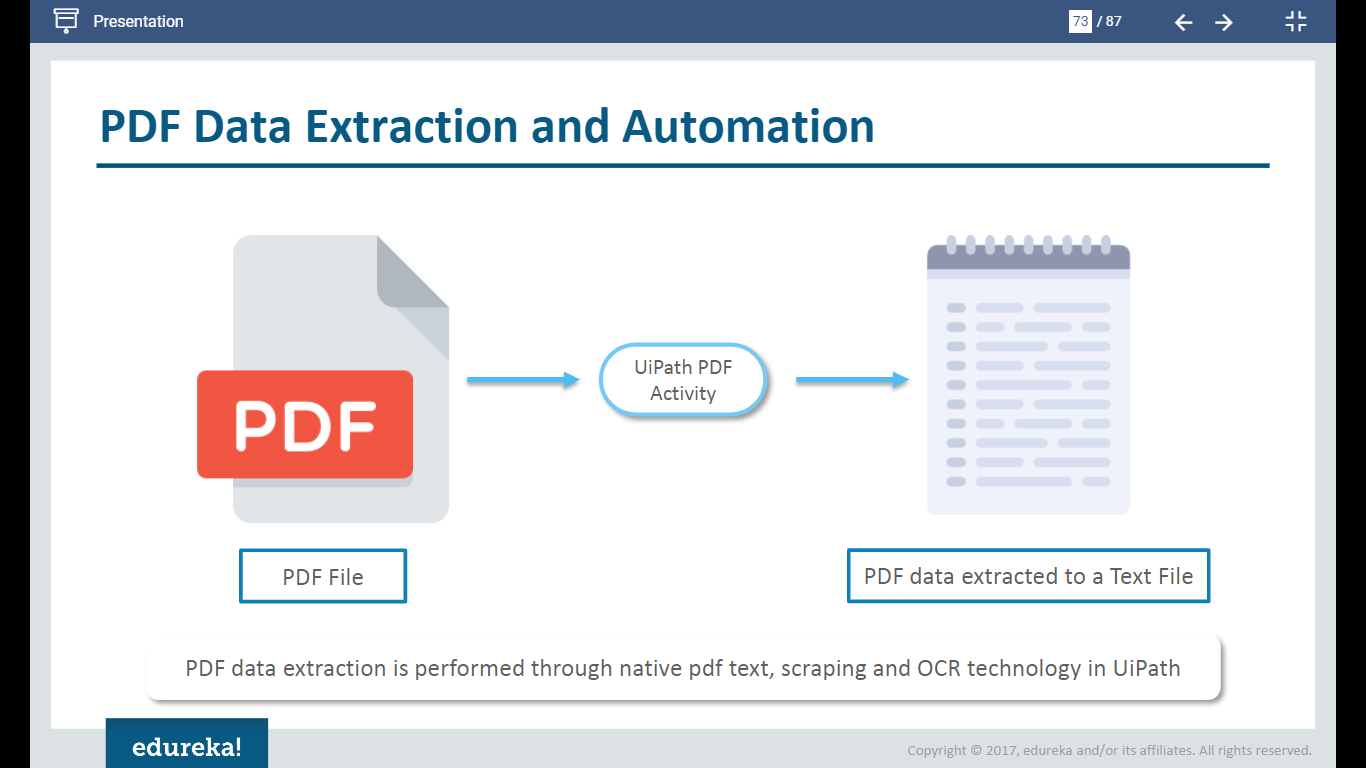 Presentation
73 / 87
PDF Data Extraction and Automation
PDF
UiPath PDF
Activity
PDF File
PDF data extracted to a Text File
PDF data extraction is performed through native pdf text, scraping and OCR technology in UiPath
edureka!
Copyright © 2017, edureka and/or its affiliates. All rights reserved.